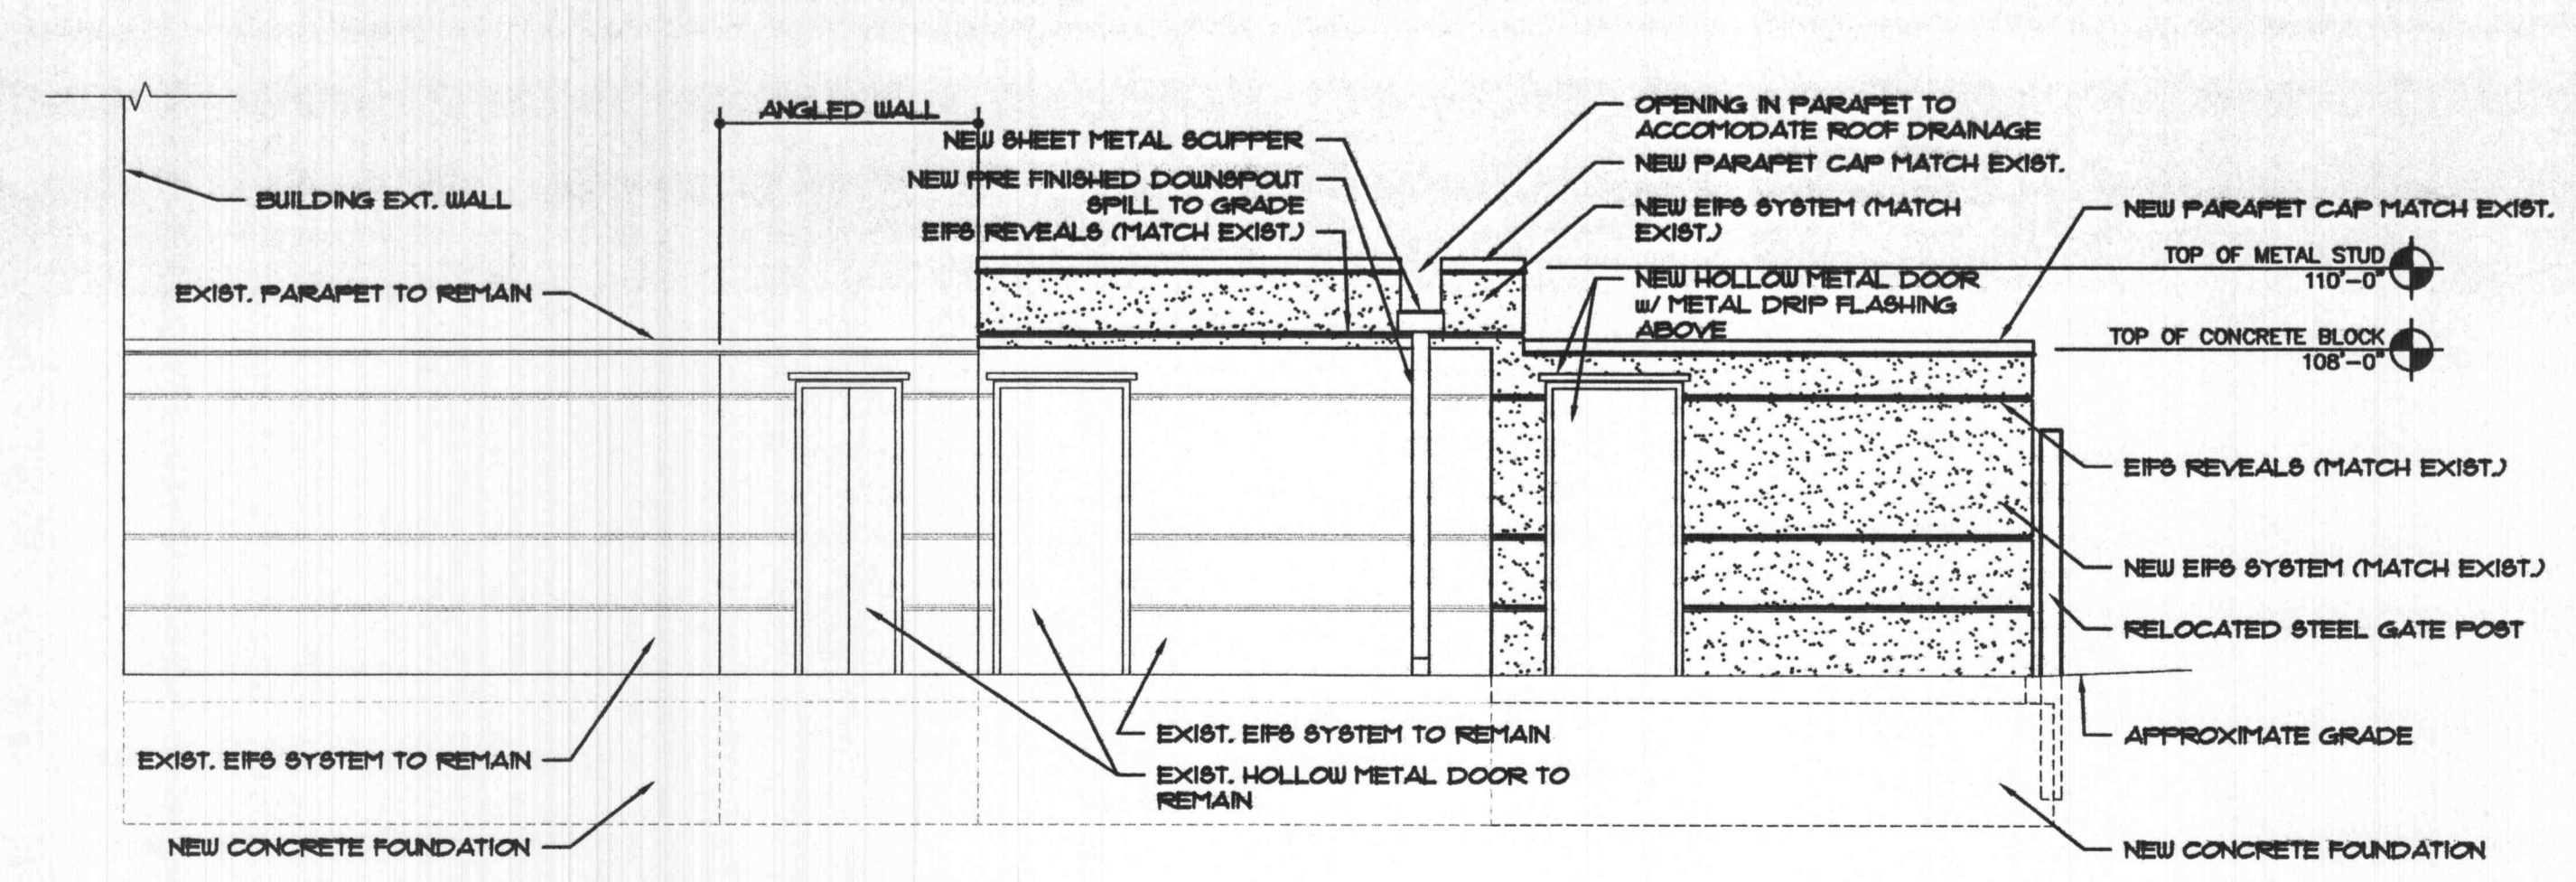 ANGLED WALL
BUILDING EXT. WALL
EXIST. PARAPET TO REMAIN
NEW SHEET METAL SCUPPER
NEW PRE FINISHED DOWNSPOUT
SPILL TO GRADE
EIFS REVEALS (MATCH EXIST.)
OPENING IN PARAPET TO
ACCOMODATE ROOF DRAINAGE
NEW PARAPET CAP MATCH EXIST.
NEW EIFS SYSTEM (MATCH
EXIST.)
NEW HOLLOW METAL DOOR
w/ METAL DRIP FLASHING
ABOVE
NEW PARAPET CAP MATCH EXIST.
TOP OF METAL STUD
110'-0"
TOP OF CONCRETE BLOCK
108'-0"
EIFS REVEALS (MATCH EXIST.)
NEW EIFS SYSTEM (MATCH EXIST.)
RELOCATED STEEL GATE POST
APPROXIMATE GRADE
NEW CONCRETE FOUNDATION
EXIST. EIFS SYSTEM TO REMAIN
EXIST. HOLLOW METAL DOOR TO
REMAIN
EXIST. EIFS SYSTEM TO REMAIN
NEW CONCRETE FOUNDATION